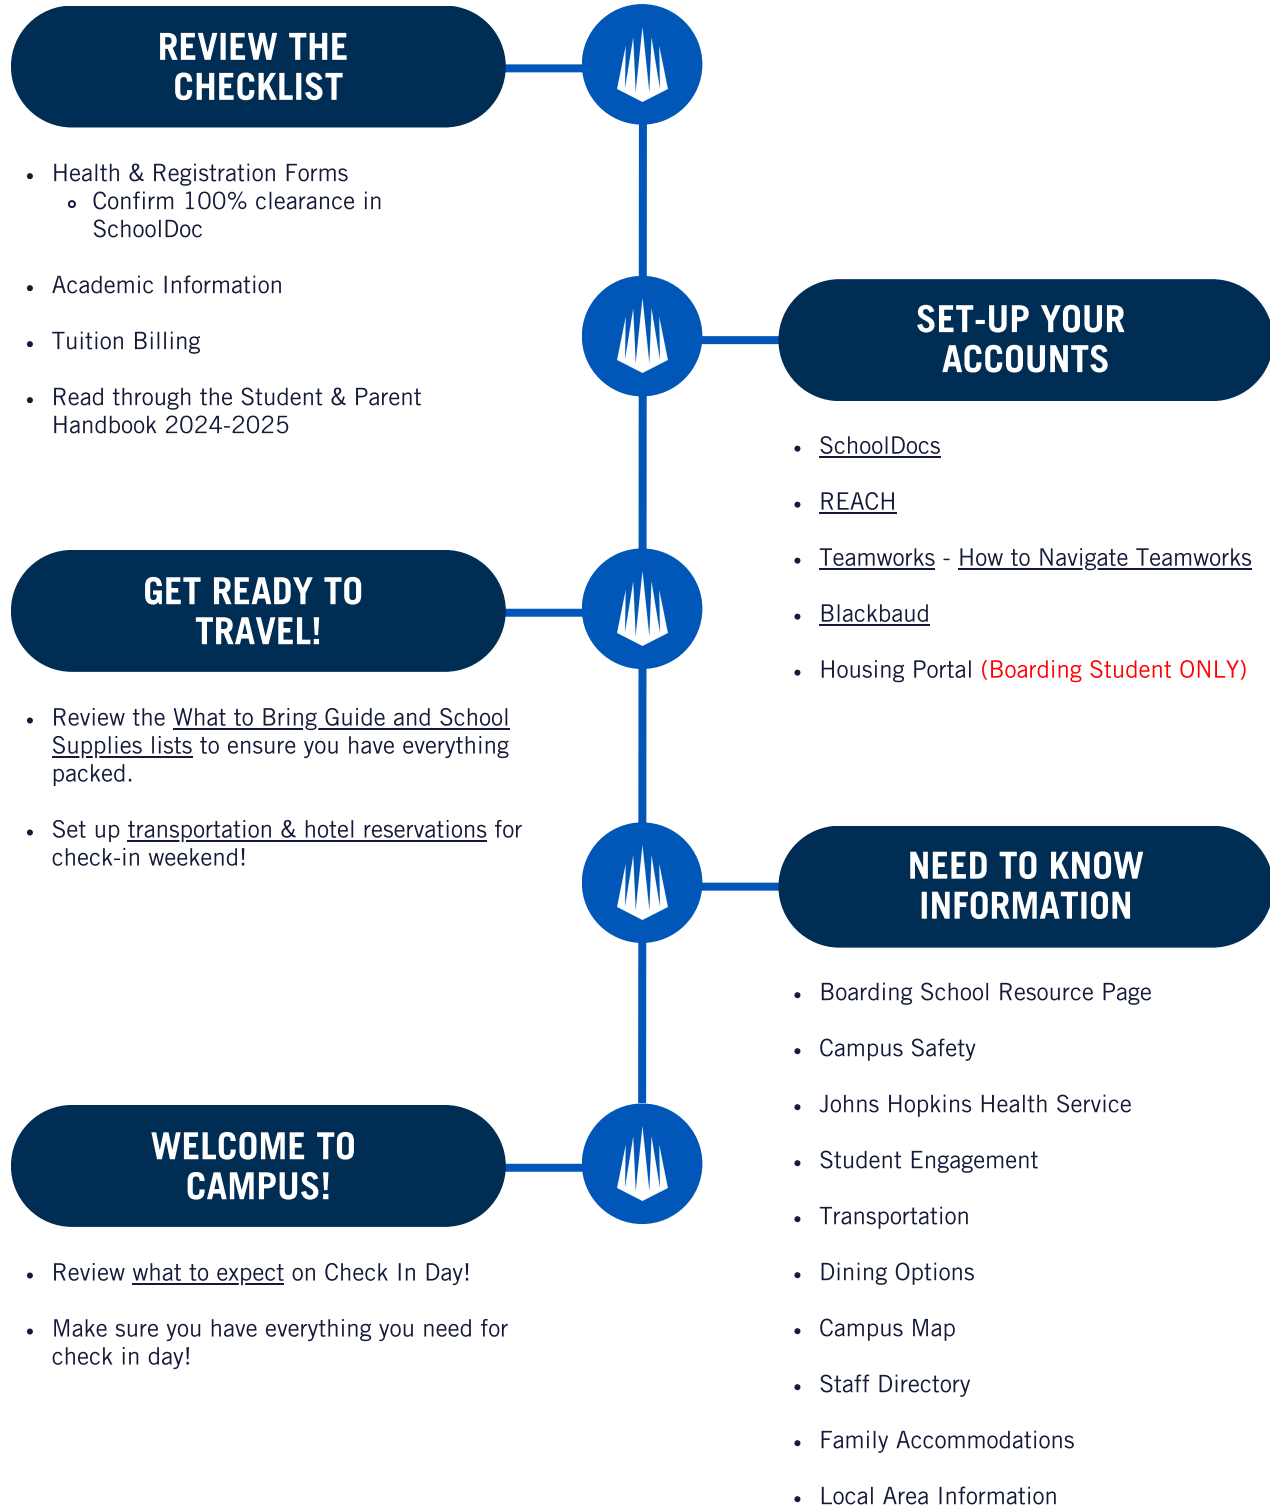 REVIEW THE
CHECKLIST
• Health & Registration Forms
Confirm 100% clearance in
SchoolDoc
• Academic Information
• Tuition Billing
• Read through the Student & Parent
Handbook 2024-2025
SET-UP YOUR
ACCOUNTS
• SchoolDocs
• REACH
• Teamworks - How to Navigate Teamworks
• Blackbaud
• Housing Portal (Boarding Student ONLY)
GET READY TO
TRAVEL!
• Review the What to Bring Guide and School
Supplies lists to ensure you have everything
packed.
• Set up transportation & hotel reservations for
check-in weekend!
NEED TO KNOW
INFORMATION
• Boarding School Resource Page
• Campus Safety
• Johns Hopkins Health Service
• Student Engagement
• Transportation
• Dining Options
• Campus Map
• Staff Directory
• Family Accommodations
• Local Area Information
WELCOME TO
CAMPUS!
• Review what to expect on Check In Day!
• Make sure you have everything you need for
check in day!